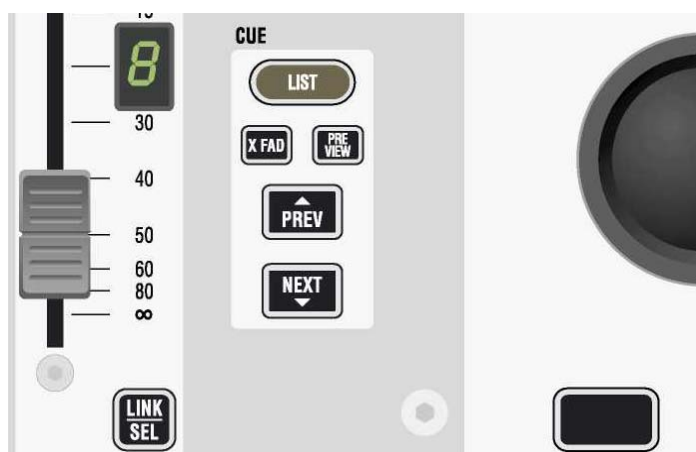 8
30
40
50
60
80
∞
LINK
SEL
CUE
LIST
X FAD
PRE
VIEW
PREV
NEXT